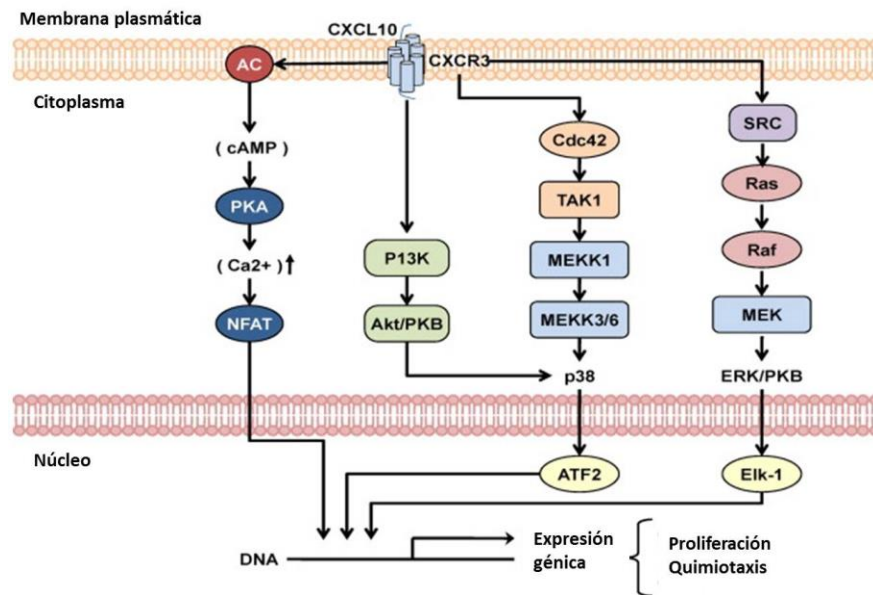 Membrana plasmática
CXCL10
AC
CXCR3
Citoplasma
SRC
Cdc42
( cAMP )
Ras
TAK1
PKA
Raf
P13K
MEKK1
( Ca2+ )
NFAT
Akt/PKB
MEKK3/6
MEK
p38
ERK/PKB
Núcleo
ATF2
Elk-1
DNA
Expresión
génica
Proliferación
Quimiotaxis